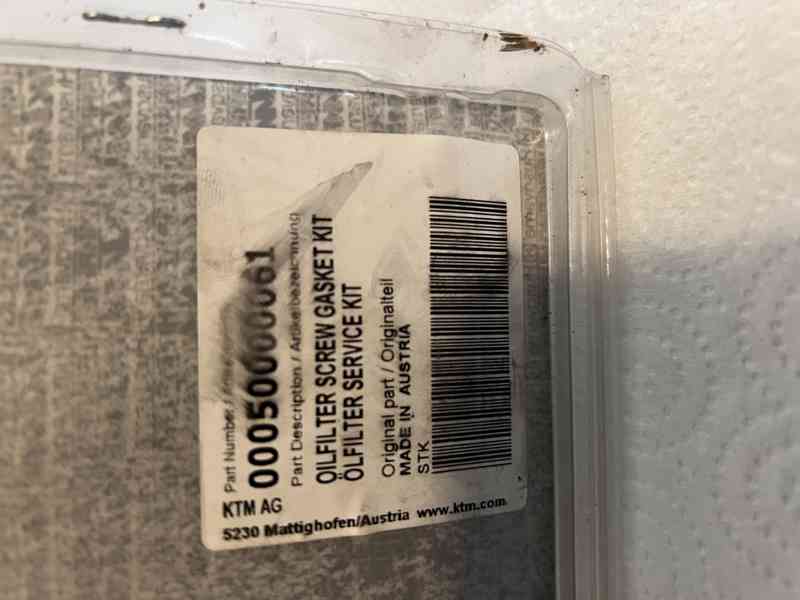 Part Number /
00050000061
Part Description / Artikelbezeichnung
OILFILTER SCREW GASKET KIT
ÖLFILTER SERVICE KIT
Original part / Originalteil
MADE IN AUSTRIA
STK
KTM AG
5230 Mattighofen/Austria www.ktm.com